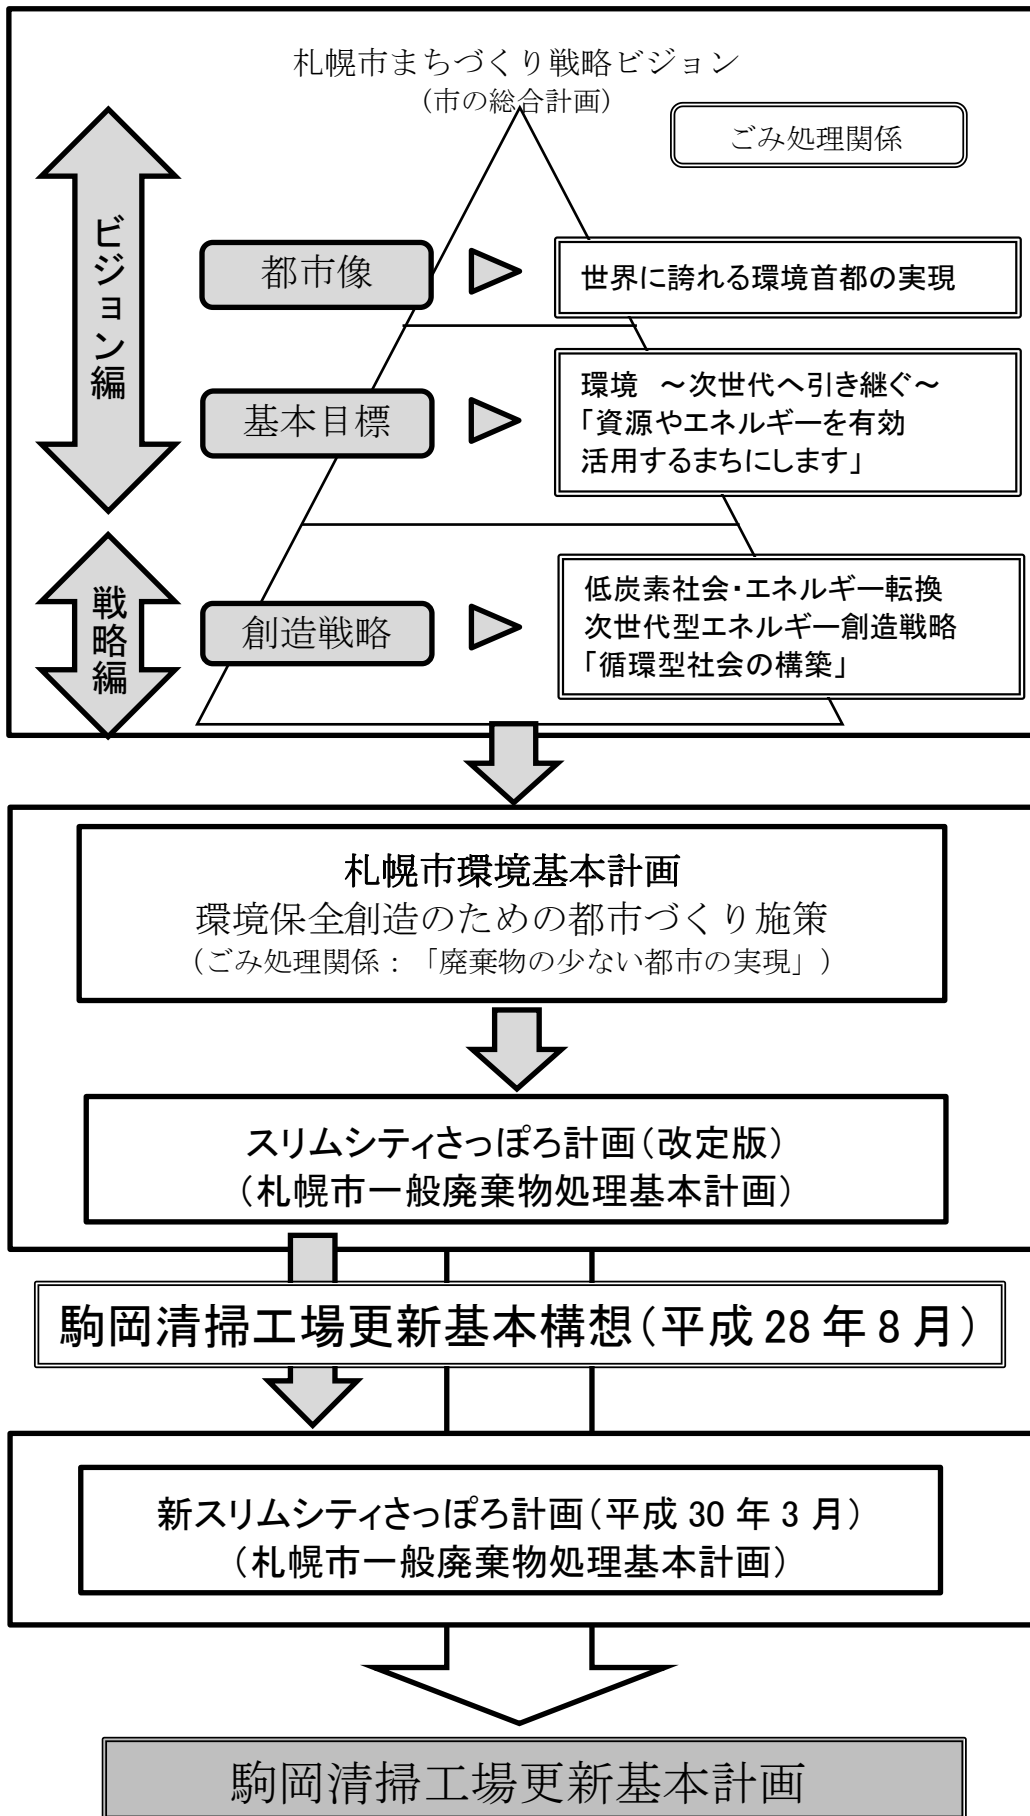 札幌市まちづくり戦略ビジョン
（市の総合計画）
ごみ処理関係
ビジョン編
都市像
世界に誇れる環境首都の実現
基本目標
環境　～次世代へ引き継ぐ～
「資源やエネルギーを有効
活用するまちにします」
戦略編
創造戦略
低炭素社会・エネルギー転換
次世代型エネルギー創造戦略
「循環型社会の構築」
札幌市環境基本計画
環境保全創造のための都市づくり施策
（ごみ処理関係：「廃棄物の少ない都市の実現」）
スリムシティさっぽろ計画（改定版）
（札幌市一般廃棄物処理基本計画）
駒岡清掃工場更新基本構想（平成 28 年 8 月）
新スリムシティさっぽろ計画（平成 30 年 3 月）
（札幌市一般廃棄物処理基本計画）
駒岡清掃工場更新基本計画